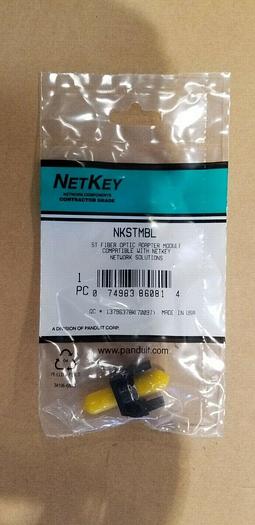 NETKEY
NETWORK COMPONENTS
CONTRACTOR GRADE
NKSTMBL
ST FIBER OPTIC ADAPTER MODULE
COMPATIBLE WITH NETKEY
NETWORK SOLUTIONS
1
PC 0 74983 86081 4
MADE IN USA
A DIVISION OF PANDUIT CORP.
www.panduit.com